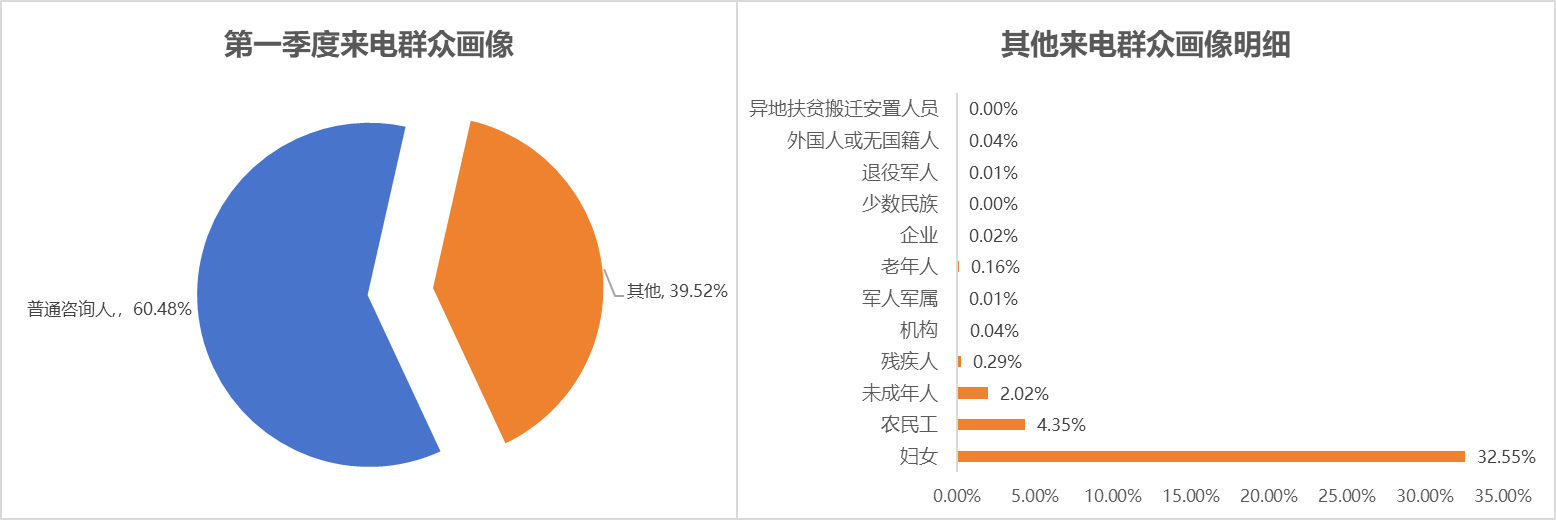 第一季度来电群众画像
普通咨询人,，60.48%
其他, 39.52%
其他来电群众画像明细
异地扶贫搬迁安置人员 0.00%
外国人或无国籍人 0.04%
退役军人 0.01%
少数民族 0.00%
企业 0.02%
老年人 0.16%
军人军属 0.01%
机构 0.04%
残疾人 0.29%
未成年人 2.02%
农民工 4.35%
妇女 32.55%
0.00% 5.00% 10.00% 15.00% 20.00% 25.00% 30.00% 35.00%